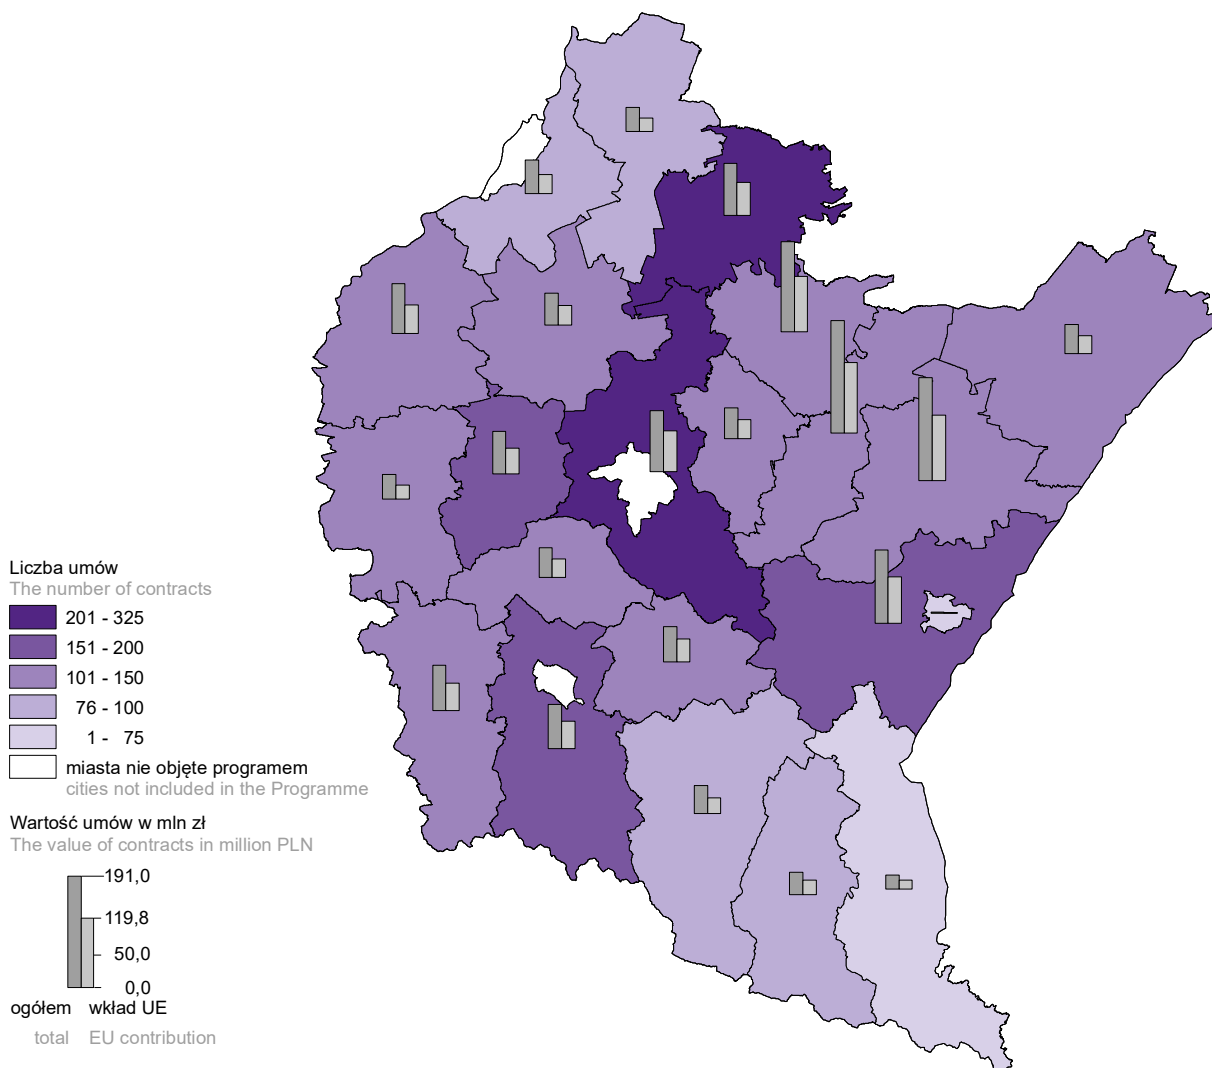 Liczba umów
The number of contracts
201 - 325
151 - 200
101 - 150
76 - 100
1 - 75
miasta nie objęte programem
cities not included in the Programme
Wartość umów w mln zł
The value of contracts in million PLN
191,0
119,8
50,0
0,0
ogółem wkład UE
total EU contribution